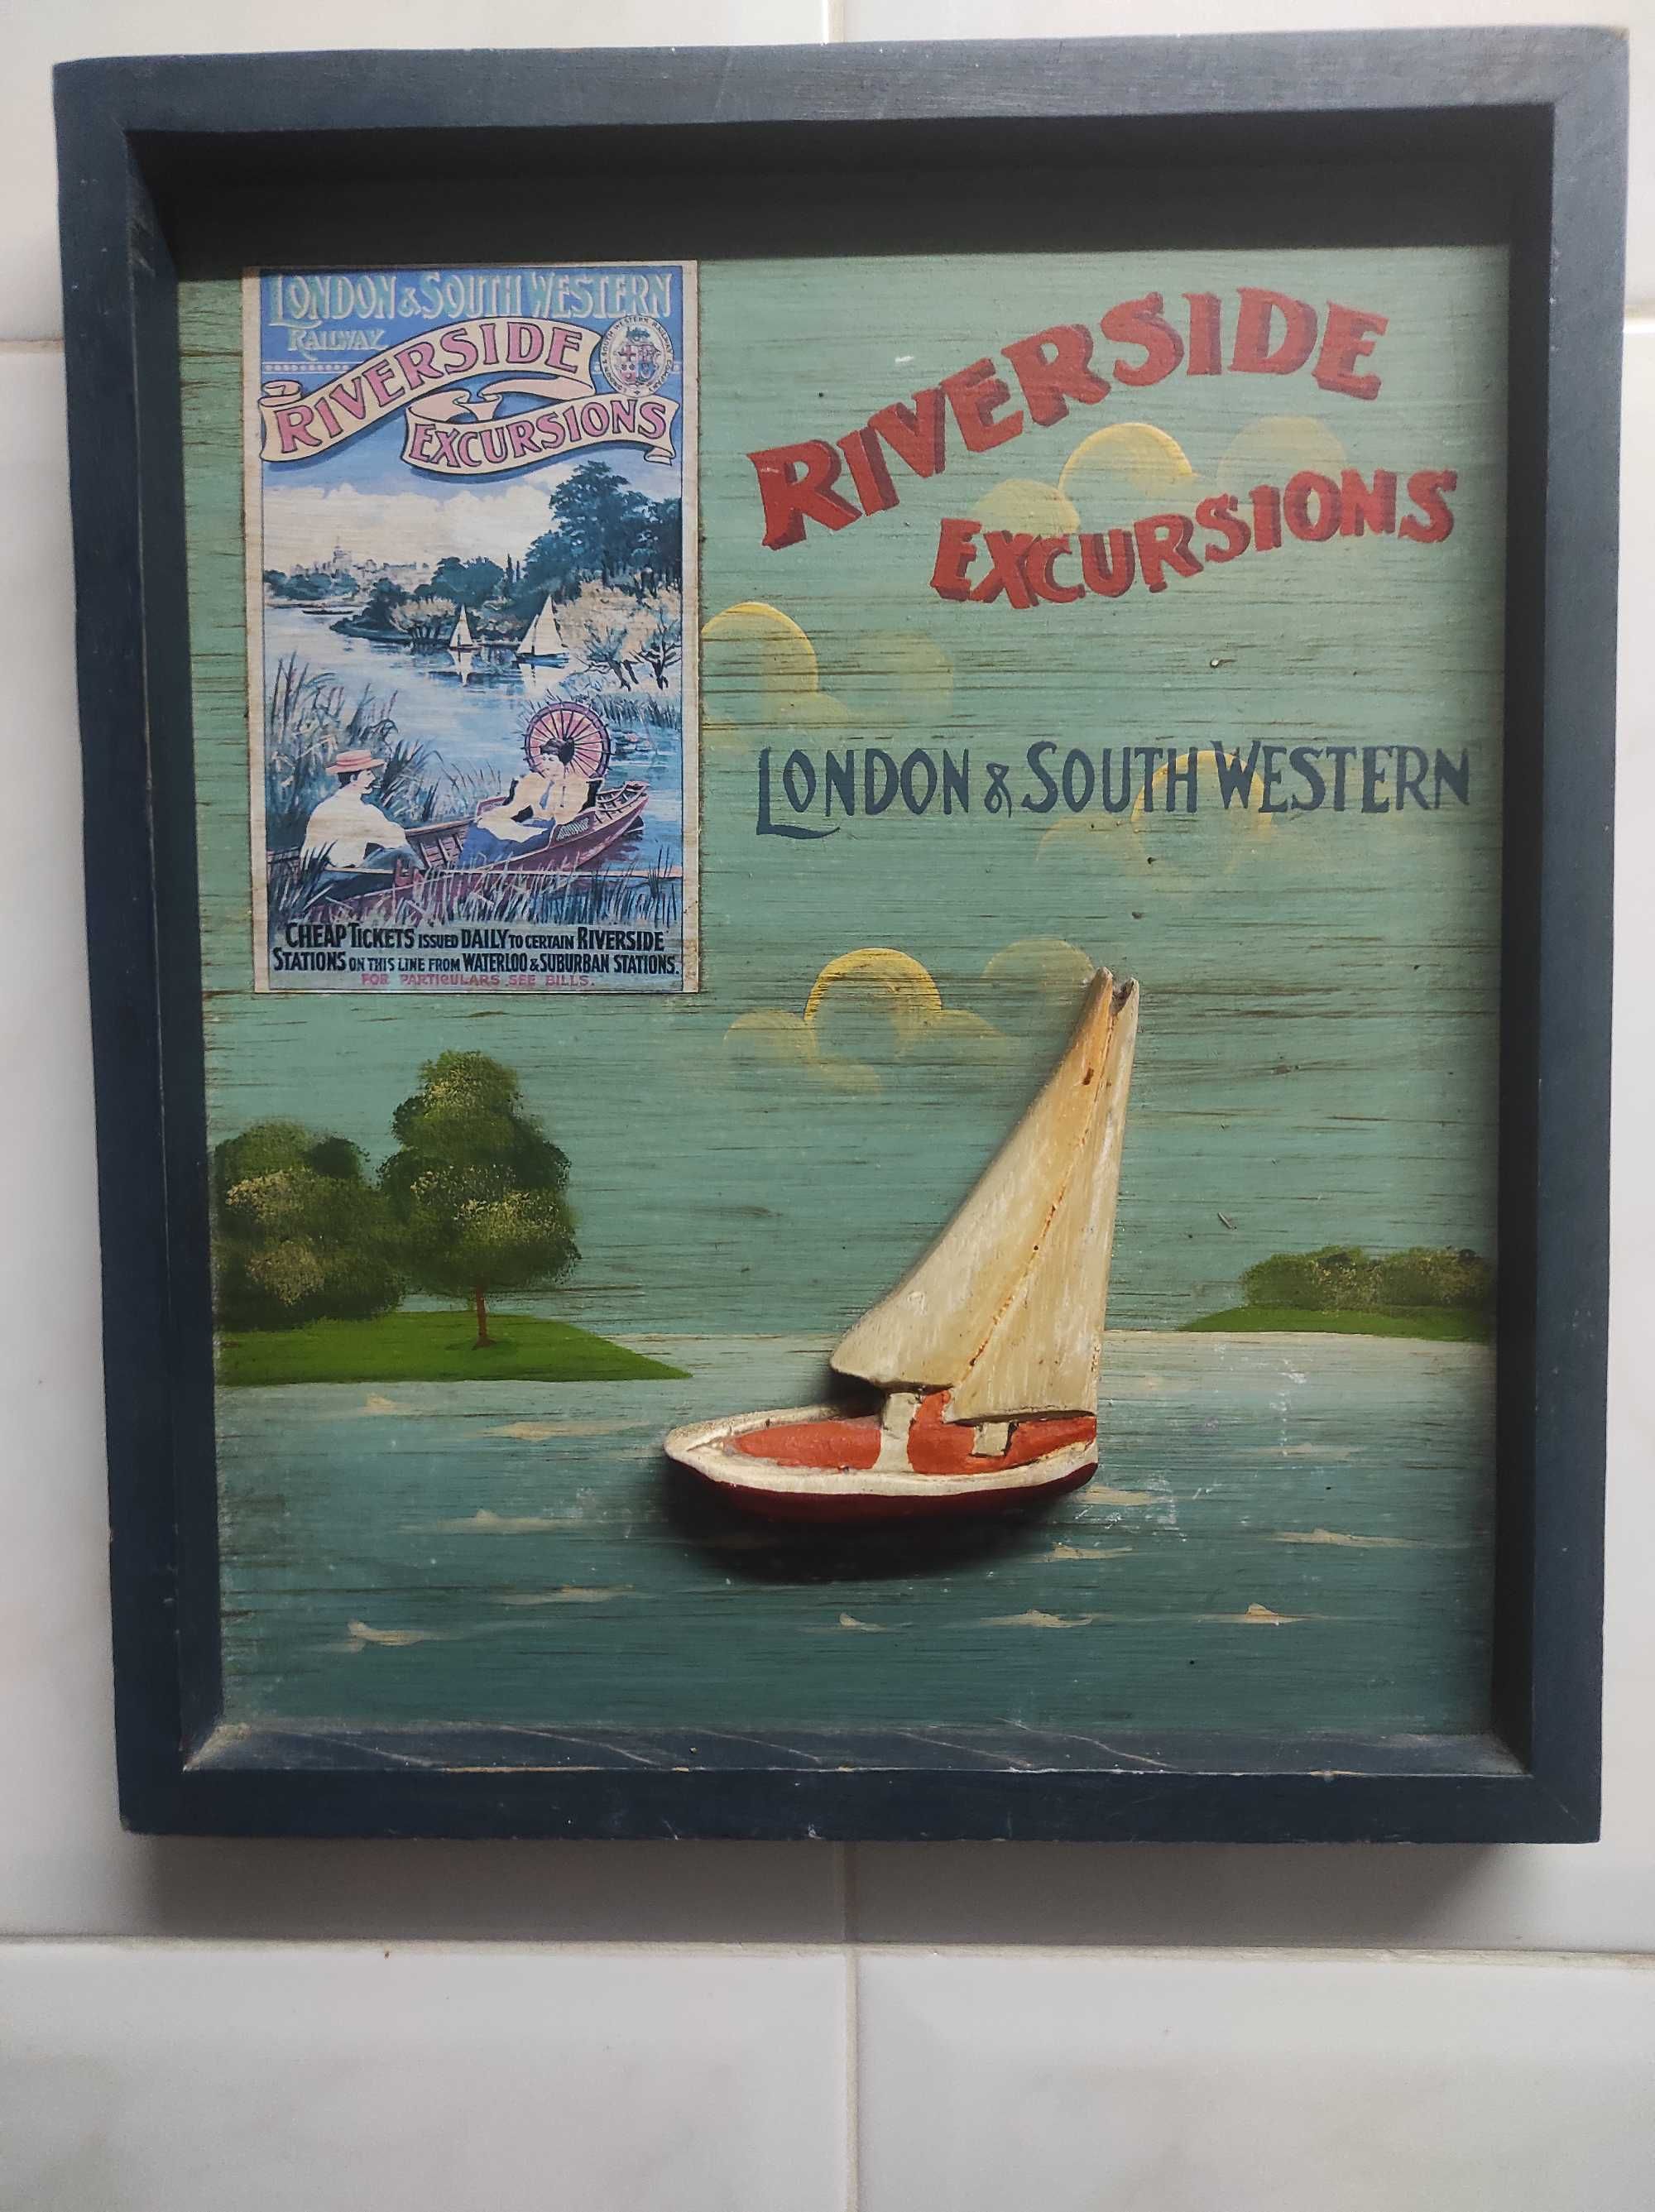 LONDON & SOUTH WESTERN
RAILWAY
RIVERSIDE
EXCURSIONS
CHEAP TICKETS ISSUED DAILY TO CERTAIN RIVERSIDE
STATIONS ON THIS LINE FROM WATERLOO & SUBURBAN STATIONS.
FOR PARTICULARS SEE BILLS.
RIVERSIDE
EXCURSIONS
LONDON & SOUTH WESTERN